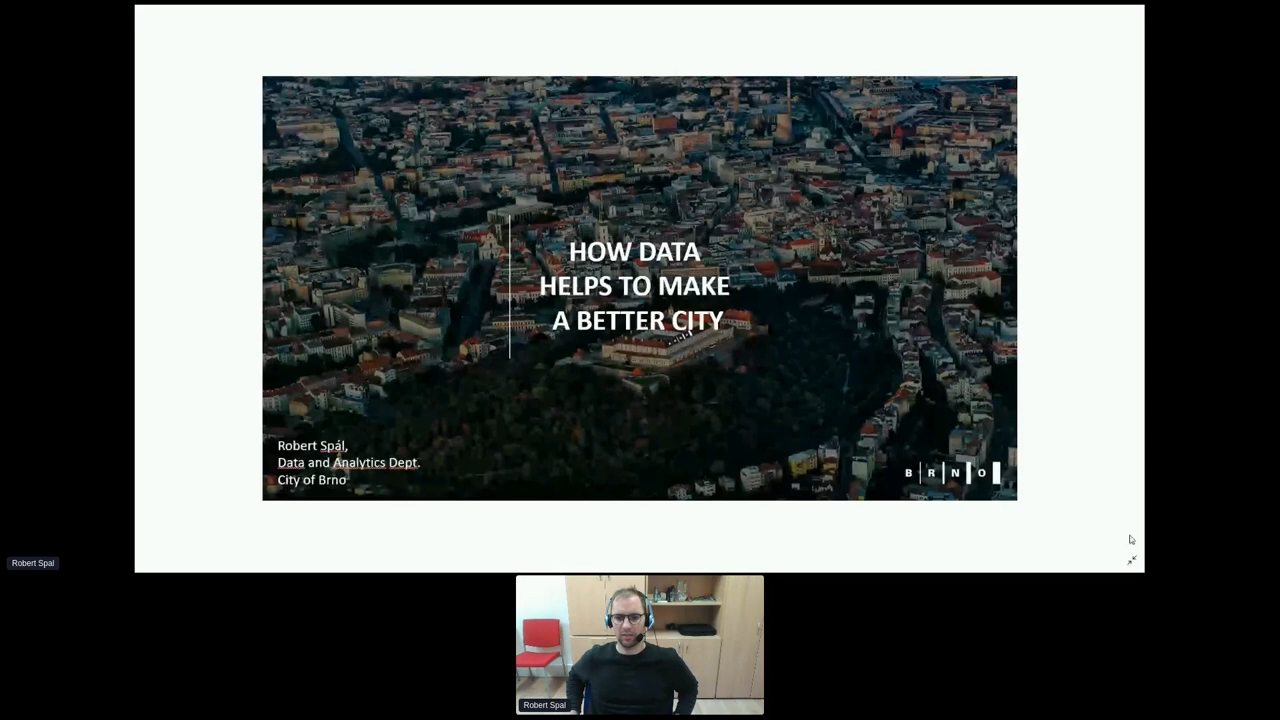 HOW DATA
HELPS TO MAKE
A BETTER CITY
Robert Spál,
Data and Analytics Dept.
City of Brno
BRNO
Robert Spal
Robert Spal